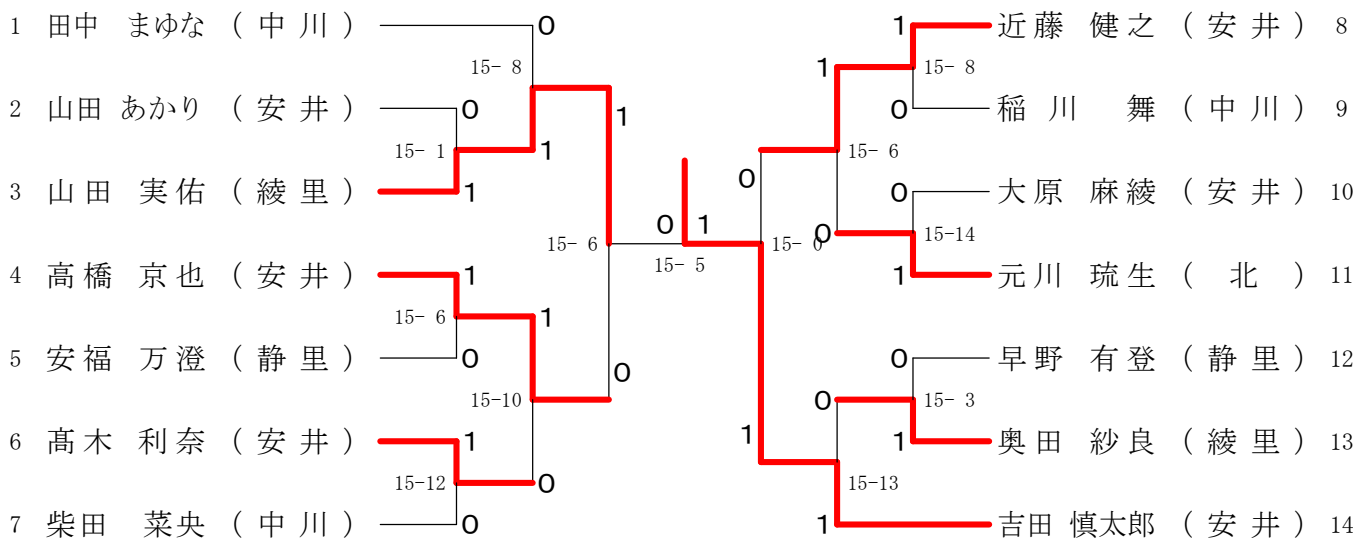 1 田中 まゆな ( 中 川 )
0
15- 8
2 山田 あかり ( 安 井 )
0
1
15- 1
1
3 山 田 実 佑 ( 綾 里 )
1
15- 6
4 高 橋 京 也 ( 安 井 )
1
15- 6
1
5 安 福 万 澄 ( 静 里 )
0
0
15-10
6 髙 木 利 奈 ( 安 井 )
1
15-12
0
7 柴 田 菜 央 ( 中 川 )
0
0
1
15- 5
1
近 藤 健 之 ( 安 井 ) 8
1
15- 8
0
稲 川 舞 ( 中 川 ) 9
15- 6
0
0
大 原 麻 綾 ( 安 井 ) 10
0
15-14
15- 0
1
元 川 琉 生 ( 北 ) 11
0
早 野 有 登 ( 静 里 ) 12
0
15- 3
1
1
奥 田 紗 良 ( 綾 里 ) 13
15-13
1
吉 田 慎太郎 ( 安 井 ) 14